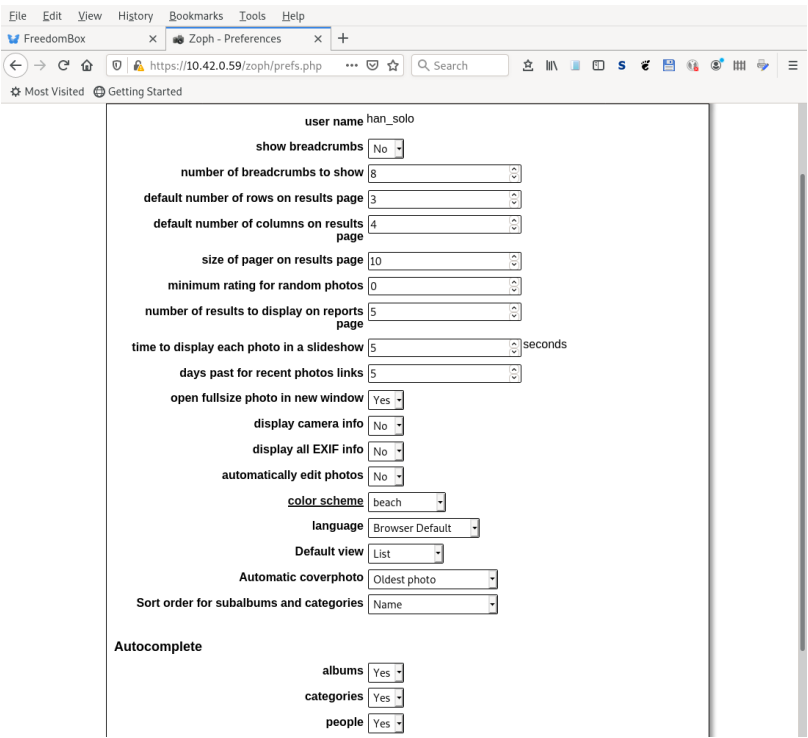 File Edit View History Bookmarks Tools Help
FreedomBox × Zoph - Preferences × +
https://10.42.0.59/zoph/prefs.php ••• Search
Most Visited Getting Started
user name han_solo
show breadcrumbs No
number of breadcrumbs to show 8
default number of rows on results page 3
default number of columns on results 4
page
size of pager on results page 10
minimum rating for random photos 0
number of results to display on reports 5
page
time to display each photo in a slideshow 5 seconds
days past for recent photos links 5
open fullsize photo in new window Yes
display camera info No
display all EXIF info No
automatically edit photos No
color scheme beach
language Browser Default
Default view List
Automatic coverphoto Oldest photo
Sort order for subalbums and categories Name
Autocomplete
albums Yes
categories Yes
people Yes